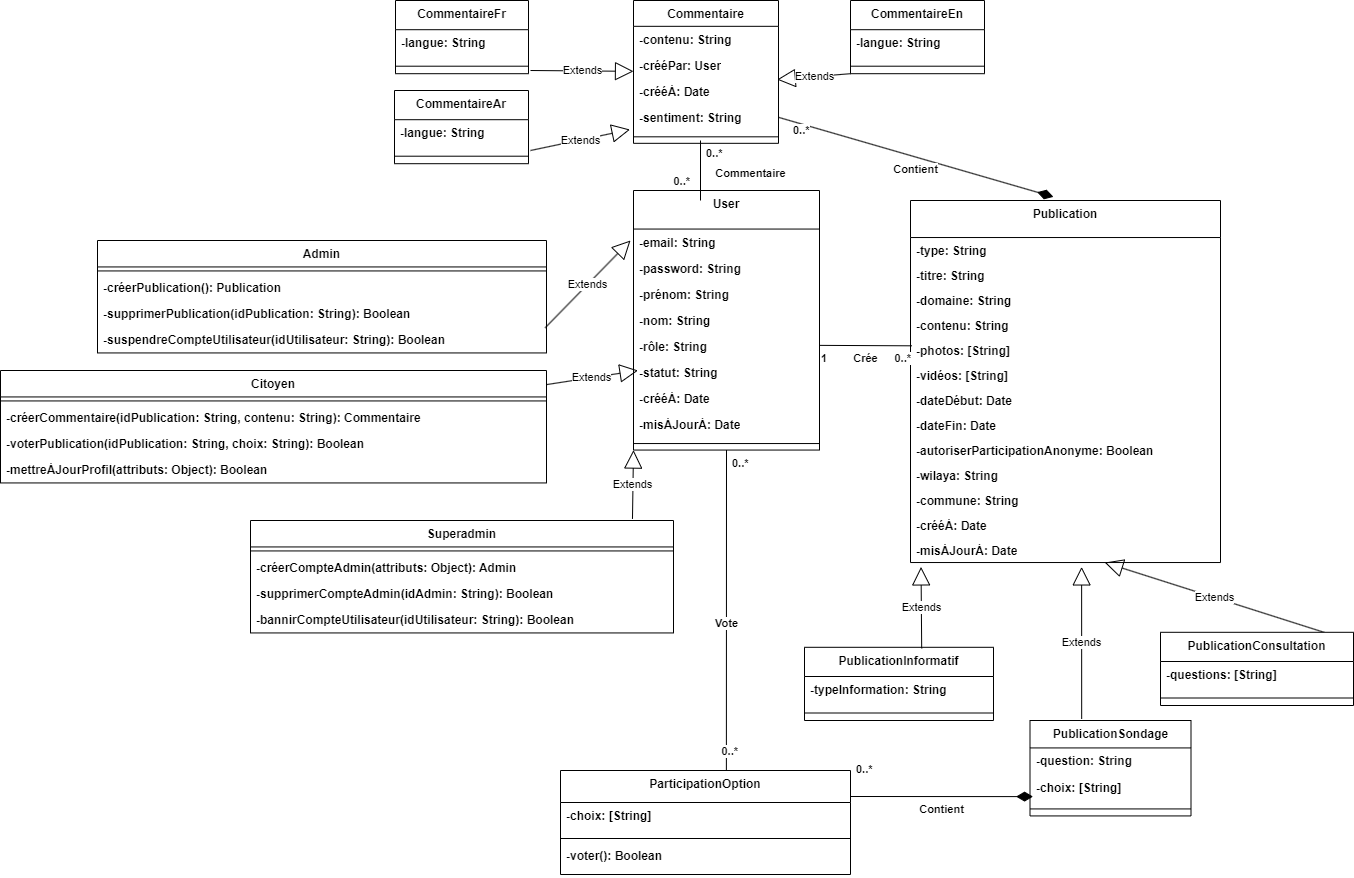 CommentaireFr
-langue: String
Commentaire
-contenu: String
-crééPar: User
-crééÀ: Date
-sentiment: String
CommentaireEn
-langue: String
Extends
Extends
CommentaireAr
-langue: String
Extends
0..*
Contient
0..*
Commentaire
0..*
User
-email: String
-password: String
-prénom: String
-nom: String
-rôle: String
-statut: String
-crééÀ: Date
-misÀJourÀ: Date
Publication
-type: String
-titre: String
-domaine: String
-contenu: String
-photos: [String]
-vidéos: [String]
-dateDébut: Date
-dateFin: Date
-autoriserParticipationAnonyme: Boolean
-wilaya: String
-commune: String
-crééÀ: Date
-misÀJourÀ: Date
Admin
-créerPublication(): Publication
-supprimerPublication(idPublication: String): Boolean
-suspendreCompteUtilisateur(idUtilisateur: String): Boolean
Extends
1
Crée
0..*
Citoyen
-créerCommentaire(idPublication: String, contenu: String): Commentaire
-voterPublication(idPublication: String, choix: String): Boolean
-mettreÀJourProfil(attributs: Object): Boolean
Extends
0..*
Extends
Superadmin
-créerCompteAdmin(attributs: Object): Admin
-supprimerCompteAdmin(idAdmin: String): Boolean
-bannirCompteUtilisateur(idUtilisateur: String): Boolean
Vote
Extends
Extends
Extends
PublicationInformatif
-typeInformation: String
PublicationConsultation
-questions: [String]
PublicationSondage
-question: String
-choix: [String]
0..*
0..*
Contient
ParticipationOption
-choix: [String]
-voter(): Boolean